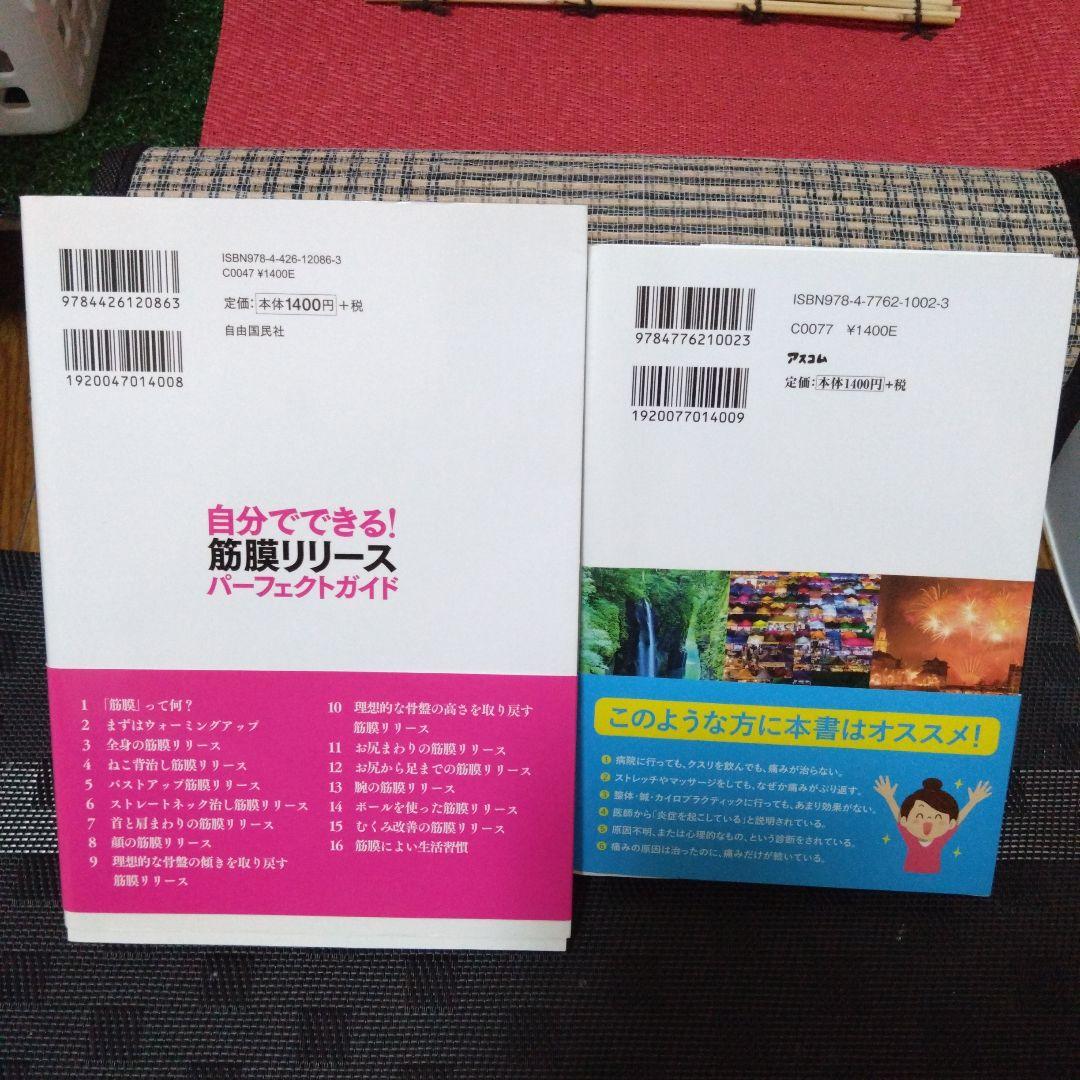 ISBN978-4-426-12086-3
C0047 ¥1400E
9784426120863
定価：本体1400円＋税
自由国民社
1920047014008
自分でできる！
筋膜リリース
パーフェクトガイド
1 「筋膜」って何？
2 まずはウォーミングアップ
3 全身の筋膜リリース
4 ねこ背治し筋膜リリース
5 バストアップ筋膜リリース
6 ストレートネック治し筋膜リリース
7 首と肩まわりの筋膜リリース
8 顔の筋膜リリース
9 理想的な骨盤の傾きを取り戻す
筋膜リリース
10 理想的な骨盤の高さを取り戻す
筋膜リリース
11 お尻まわりの筋膜リリース
12 お尻から足までの筋膜リリース
13 腕の筋膜リリース
14 ボールを使った筋膜リリース
15 むくみ改善の筋膜リリース
16 筋膜によい生活習慣
ISBN978-4-7762-1002-3
9784776210023
C0077 ¥1400E
アスコム
定価：本体1400円＋税
1920077014009
このような方に本書はオススメ！
1 病院に行っても、クスリを飲んでも、痛みが治らない。
2 ストレッチやマッサージをしても、なぜか痛みがぶり返す。
3 整体・鍼・カイロプラクティックに行っても、あまり効果がない。
4 医師から「炎症を起こしている」と説明されている。
5 原因不明、または心理的なもの、という診断をされている。
6 痛みの原因は治ったのに、痛みだけが続いている。